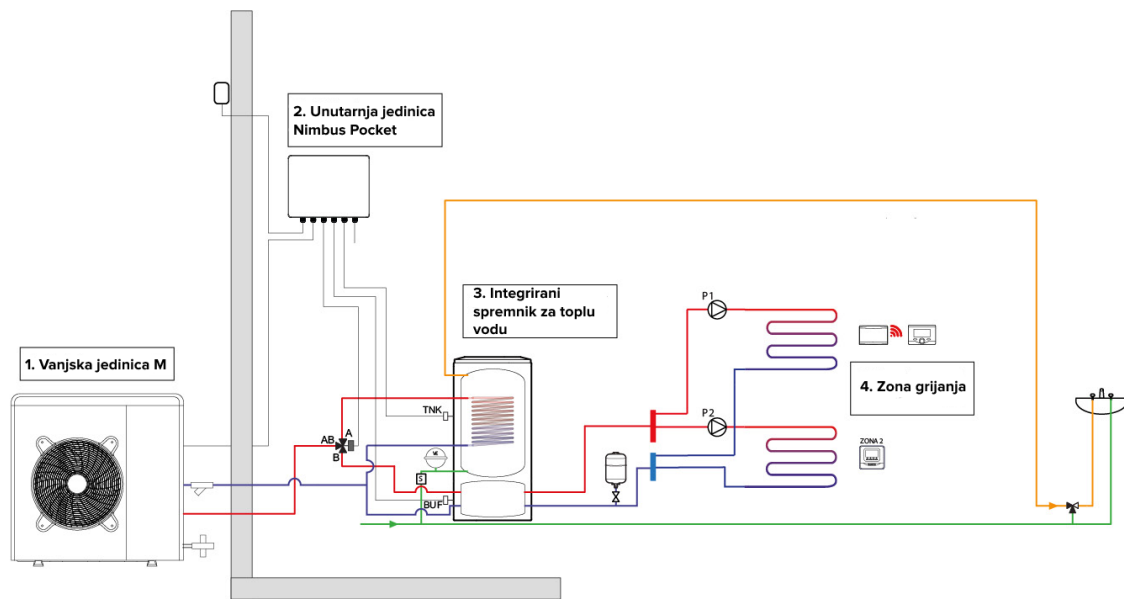 2. Unutarnja jedinica
Nimbus Pocket
3. Integrirani
spremnik za toplu
vodu
P1
1. Vanjska jedinica M
4. Zona grijanja
TNK
P2
A
AB
B
ZONA 2
S
BUF